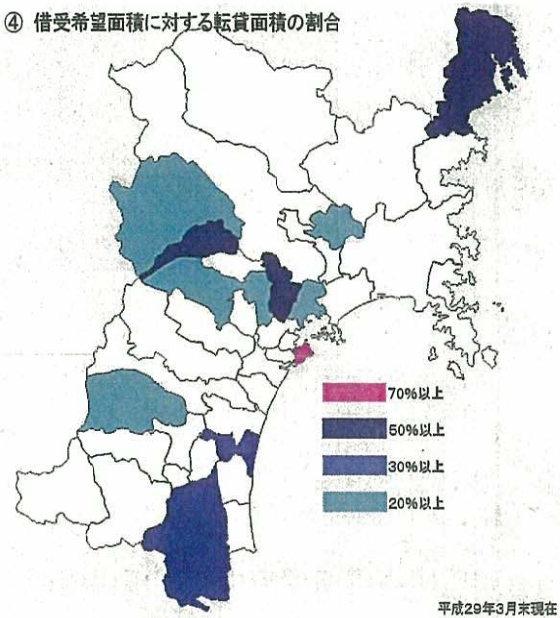 ④ 借受希望面積に対する転貸面積の割合
70%以上
50%以上
30%以上
20%以上
平成29年3月末現在